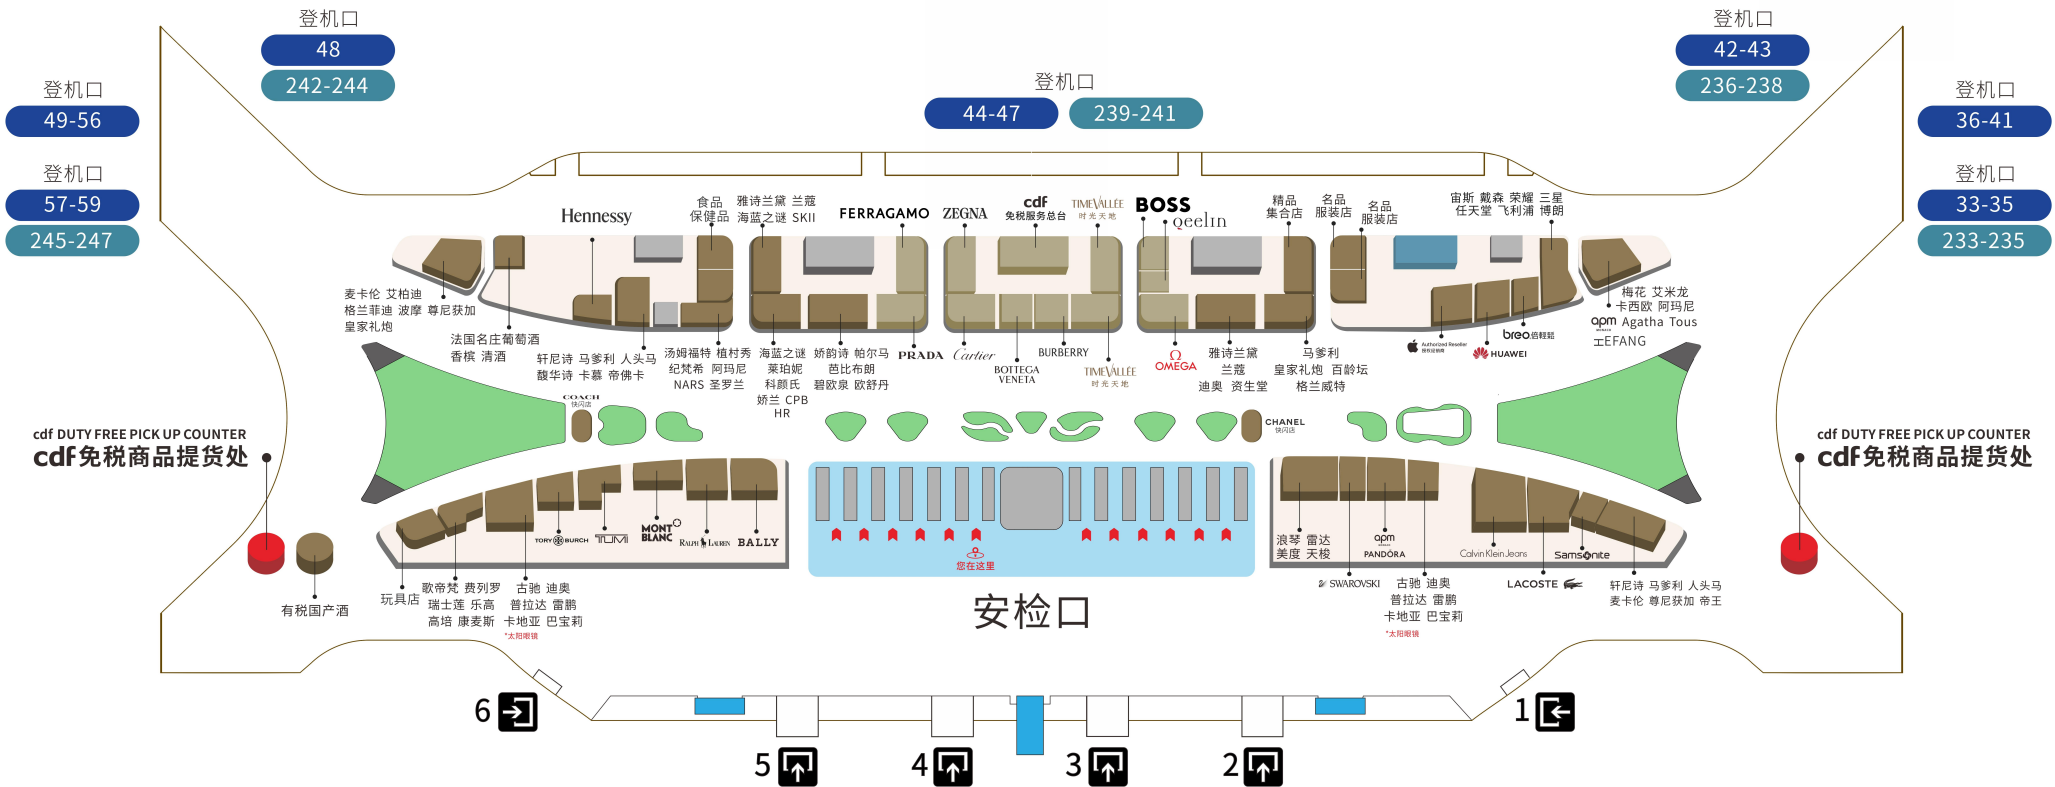 登机口
48
242-244
登机口
42-43
236-238
登机口
49-56
登机口
44-47
239-241
登机口
36-41
登机口
57-59
245-247
登机口
33-35
233-235
Hennessy
食品
保健品
雅诗兰黛 兰蔻
海蓝之谜 SKII
FERRAGAMO
ZEGNA
cdf
免税服务总台
TIMEVALLÉE
时光天地
BOSS
qeelin
精品
集合店
名品
服装店
名品
服装店
宙斯 戴森 荣耀 三星
任天堂 飞利浦 博朗
麦卡伦 艾柏迪
格兰菲迪 波摩 尊尼获加
皇家礼炮
法国名庄葡萄酒
香槟 清酒
轩尼诗 马爹利 人头马
馥华诗 卡慕 帝佛卡
汤姆福特 植村秀
纪梵希 阿玛尼
NARS 圣罗兰
海蓝之谜
莱珀妮
科颜氏
娇兰 CPB
HR
娇韵诗 帕尔马
芭比布朗
碧欧泉 欧舒丹
PRADA
Cartier
BOTTEGA
VENETA
BURBERRY
TIMEVALLÉE
时光天地
Ω
OMEGA
雅诗兰黛
兰蔻
迪奥 资生堂
马爹利
皇家礼炮 百龄坛
格兰威特
Authorized Reseller
授权经销商
HUAWEI
breo倍轻松
梅花 艾米龙
卡西欧 阿玛尼
apm Agatha Tous
MONACO
HEFANG
COACH
快闪店
CHANEL
快闪店
cdf DUTY FREE PICK UP COUNTER
cdf免税商品提货处
cdf DUTY FREE PICK UP COUNTER
cdf免税商品提货处
有税国产酒
玩具店
歌帝梵 费列罗
瑞士莲 乐高
高培 康麦斯
古驰 迪奥
普拉达 雷鹏
卡地亚 巴宝莉
*太阳眼镜
TORY BURCH
TUMI
MONT
BLANC
RALPH LAUREN
BALLY
您在这里
浪琴 雷达
美度 天梭
SWAROVSKI
apm
MONACO
PANDÖRA
古驰 迪奥
普拉达 雷鹏
卡地亚 巴宝莉
*太阳眼镜
Calvin Klein Jeans
LACOSTE
Samsonite
轩尼诗 马爹利 人头马
麦卡伦 尊尼获加 帝王
安检口
6
5
4
3
2
1